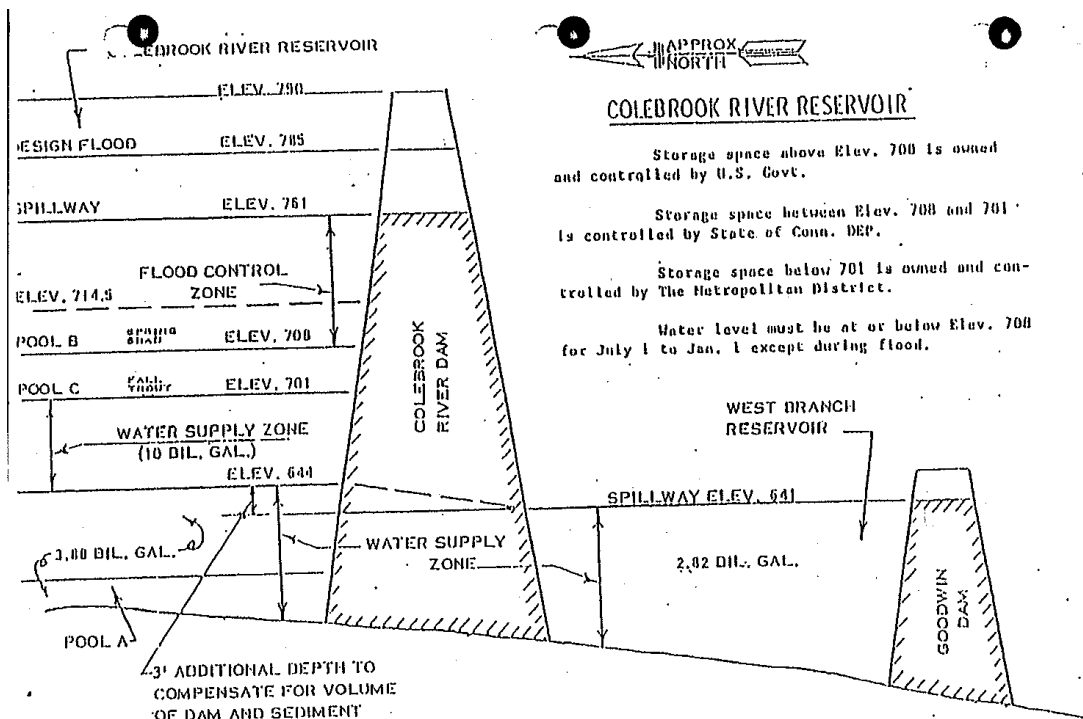 COLEBROOK RIVER RESERVOIR
ELEV. 790
DESIGN FLOOD ELEV. 785
SPILLWAY ELEV. 761
FLOOD CONTROL
ZONE
ELEV. 714.5
POOL B SPRING ELEV. 708
POOL C FALL ELEV. 701
WATER SUPPLY ZONE
(10 BIL. GAL.)
ELEV. 644
BIL. GAL.
POOL A
3' ADDITIONAL DEPTH TO
COMPENSATE FOR VOLUME
OF DAM AND SEDIMENT
WATER SUPPLY
ZONE
COLEBROOK
RIVER DAM
APPROX
NORTH
COLEBROOK RIVER RESERVOIR
Storage space above Elev. 708 is owned
and controlled by U.S. Govt.
Storage space between Elev. 708 and 701
is controlled by State of Conn. DEP.
Storage space below 701 is owned and con-
trolled by The Metropolitan District.
Water level must be at or below Elev. 708
for July 1 to Jan. 1 except during flood.
WEST BRANCH
RESERVOIR
SPILLWAY ELEV. 641
2.82 BIL. GAL.
GOODWIN
DAM